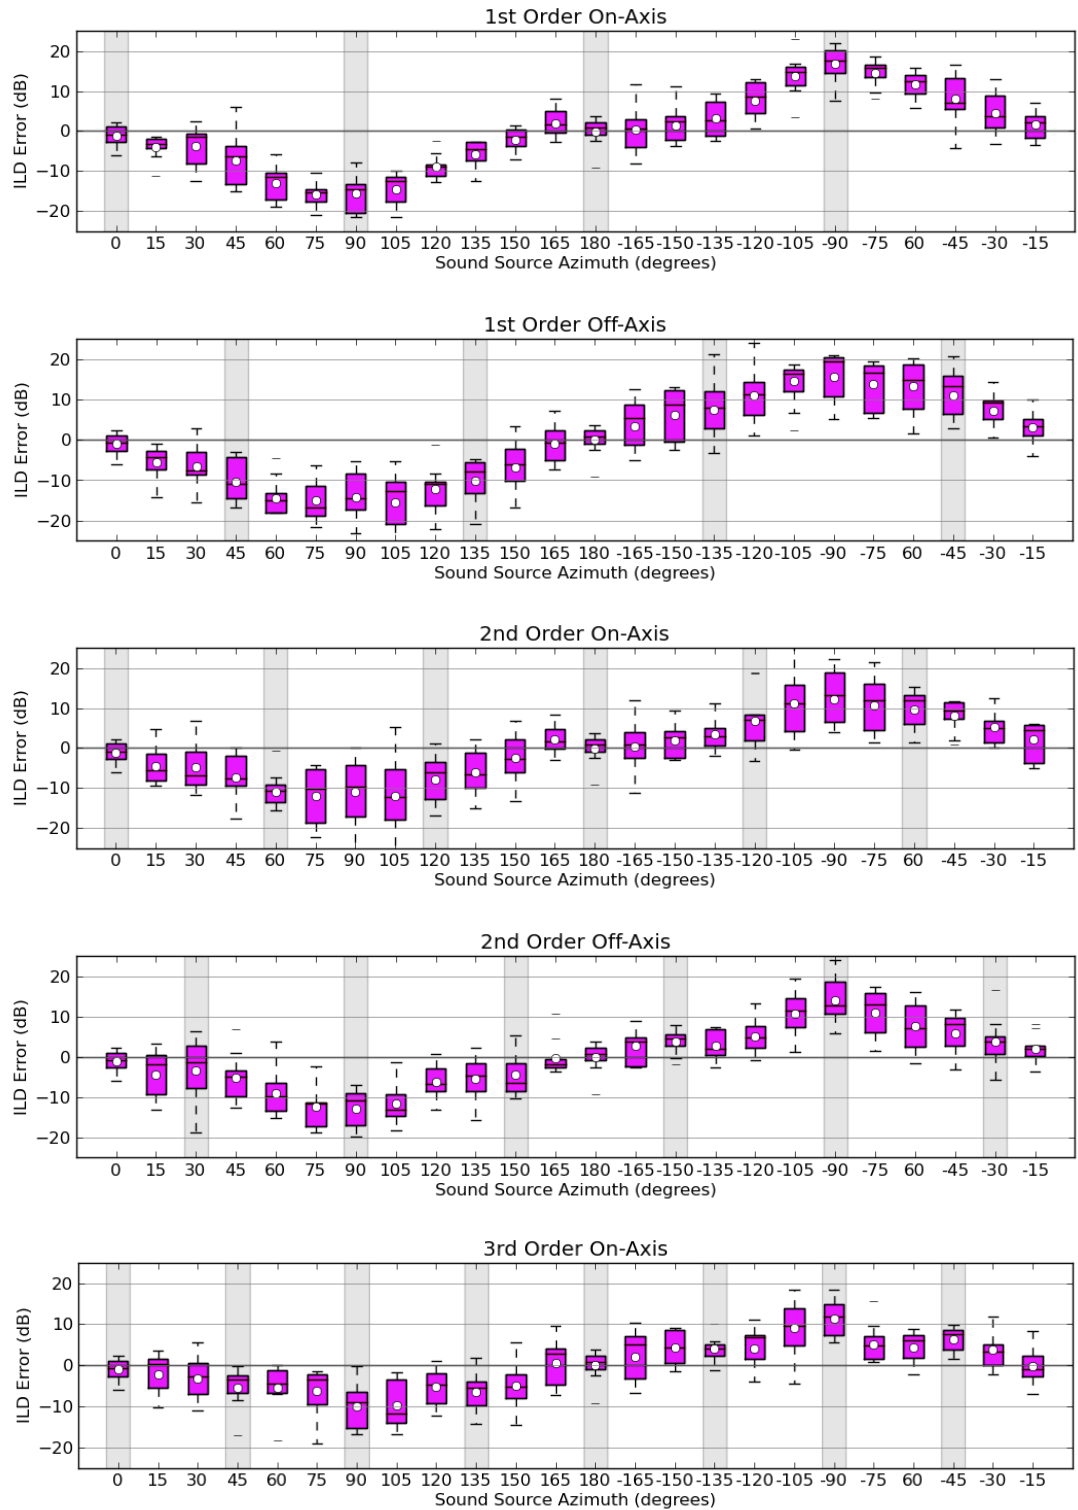 1st Order On-Axis
20
10
0
−10
−20
ILD Error (dB)
0 15 30 45 60 75 90 105 120 135 150 165 180 -165 -150 -135 -120 -105 -90 -75 60 -45 -30 -15
Sound Source Azimuth (degrees)
1st Order Off-Axis
20
10
0
−10
−20
ILD Error (dB)
0 15 30 45 60 75 90 105 120 135 150 165 180 -165 -150 -135 -120 -105 -90 -75 60 -45 -30 -15
Sound Source Azimuth (degrees)
2nd Order On-Axis
20
10
0
−10
−20
ILD Error (dB)
0 15 30 45 60 75 90 105 120 135 150 165 180 -165 -150 -135 -120 -105 -90 -75 60 -45 -30 -15
Sound Source Azimuth (degrees)
2nd Order Off-Axis
20
10
0
−10
−20
ILD Error (dB)
0 15 30 45 60 75 90 105 120 135 150 165 180 -165 -150 -135 -120 -105 -90 -75 60 -45 -30 -15
Sound Source Azimuth (degrees)
3rd Order On-Axis
20
10
0
−10
−20
ILD Error (dB)
0 15 30 45 60 75 90 105 120 135 150 165 180 -165 -150 -135 -120 -105 -90 -75 60 -45 -30 -15
Sound Source Azimuth (degrees)